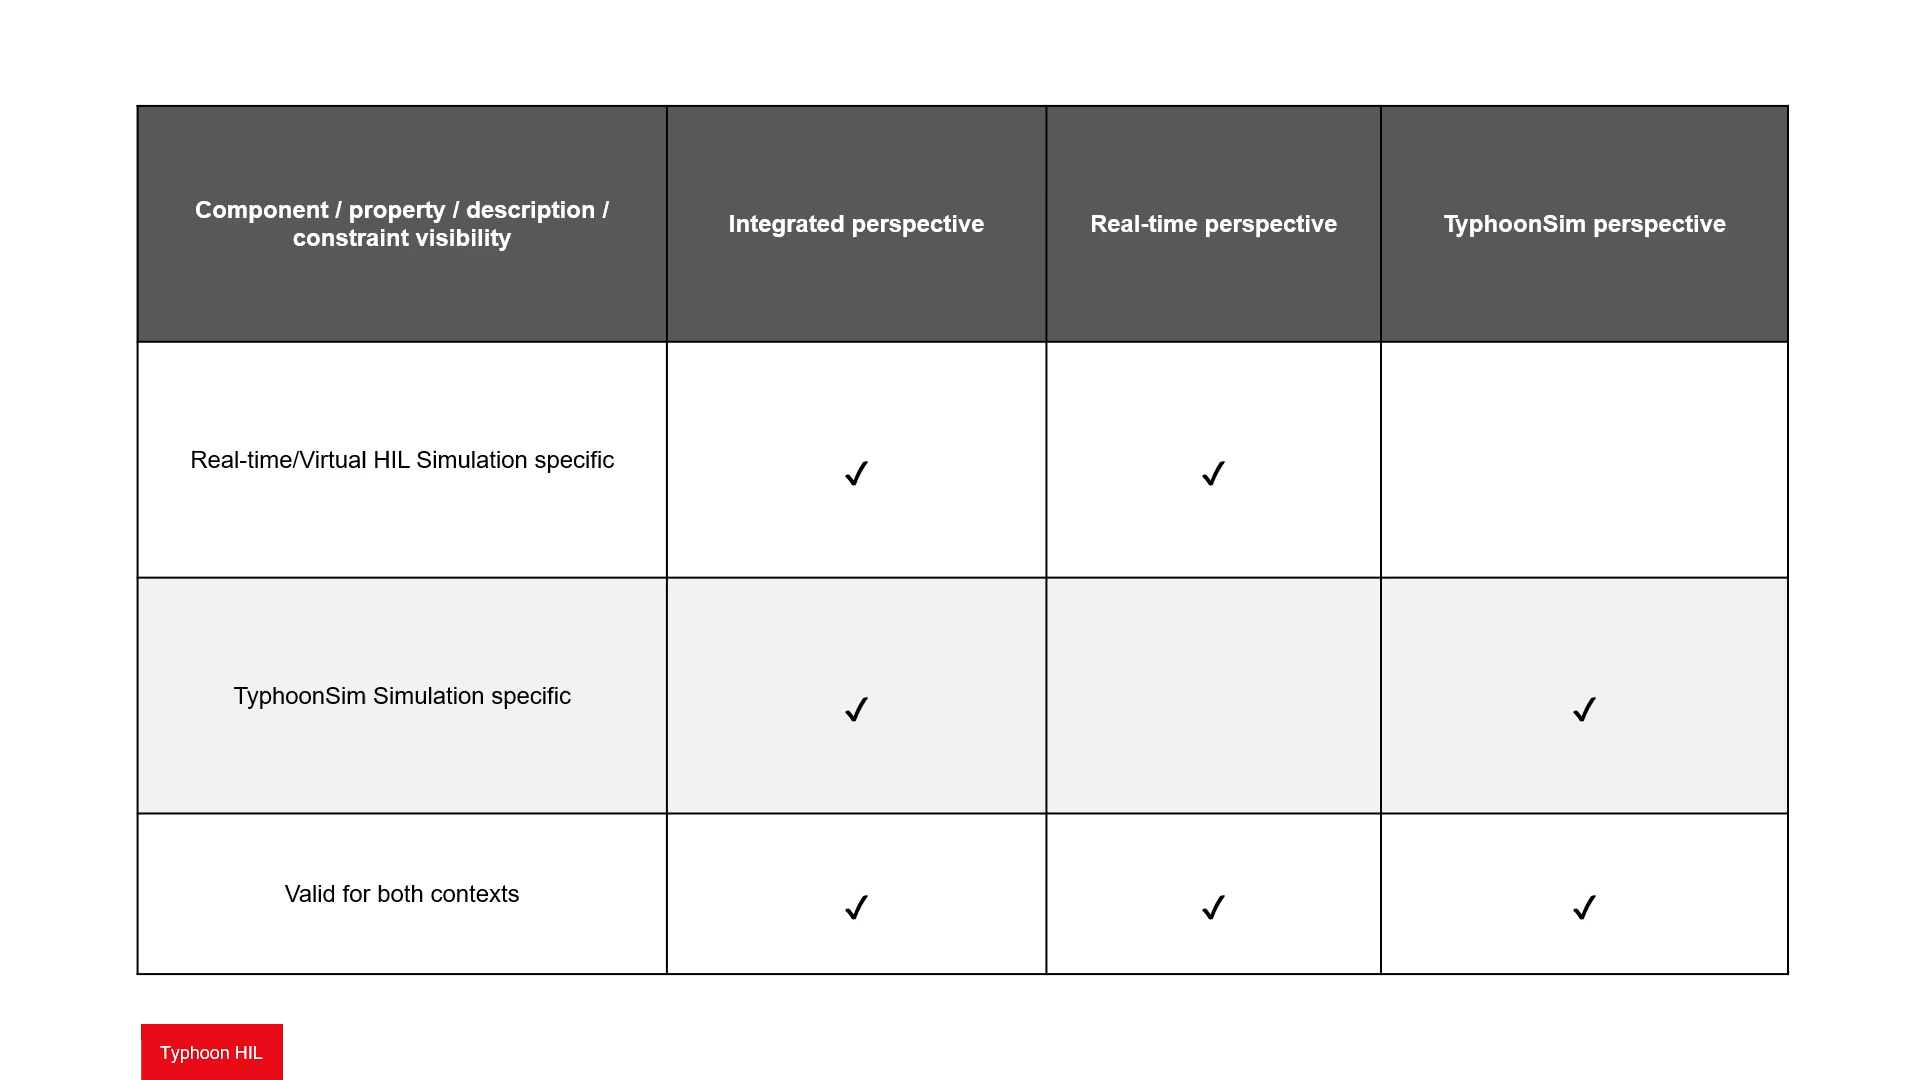 Component / property / description /
constraint visibility
Integrated perspective
Real-time perspective
TyphoonSim perspective
Real-time/Virtual HIL Simulation specific
✓
✓
TyphoonSim Simulation specific
✓
✓
Valid for both contexts
✓
✓
✓
Typhoon HIL